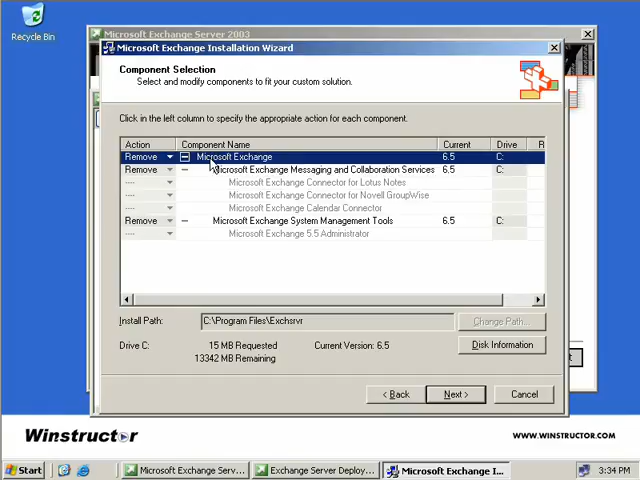 Recycle Bin
Microsoft Exchange Server 2003
Microsoft Exchange Installation Wizard
Component Selection
Select and modify components to fit your custom solution.
Click in the left column to specify the appropriate action for each component.
Action Component Name Current Drive R
Remove Microsoft Exchange 6.5 C:
Remove Microsoft Exchange Messaging and Collaboration Services 6.5 C:
---- Microsoft Exchange Connector for Lotus Notes
---- Microsoft Exchange Connector for Novell GroupWise
---- Microsoft Exchange Calendar Connector
Remove Microsoft Exchange System Management Tools 6.5 C:
---- Microsoft Exchange 5.5 Administrator
Install Path: C:\Program Files\Exchsrvr Change Path...
Drive C: 15 MB Requested Current Version: 6.5 Disk Information
13342 MB Remaining
< Back Next > Cancel
Winstructor WWW.WINSTRUCTOR.COM
Start Microsoft Exchange Serv... Exchange Server Deploy... Microsoft Exchange I... 3:34 PM